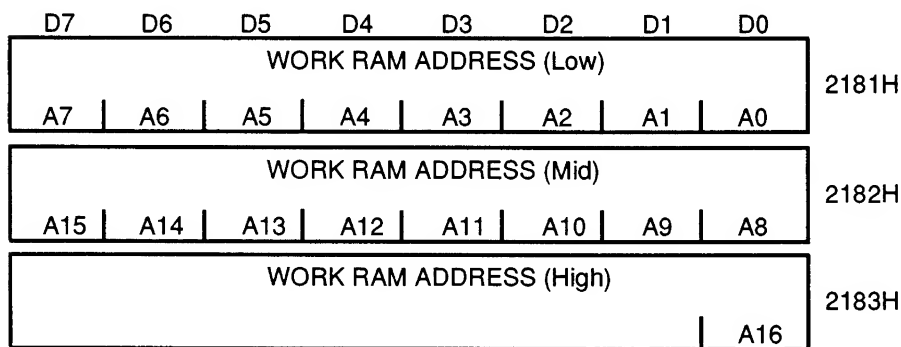 D7 D6 D5 D4 D3 D2 D1 D0
WORK RAM ADDRESS (Low)
2181H
A7 A6 A5 A4 A3 A2 A1 A0
WORK RAM ADDRESS (Mid)
2182H
A15 A14 A13 A12 A11 A10 A9 A8
WORK RAM ADDRESS (High)
2183H
A16